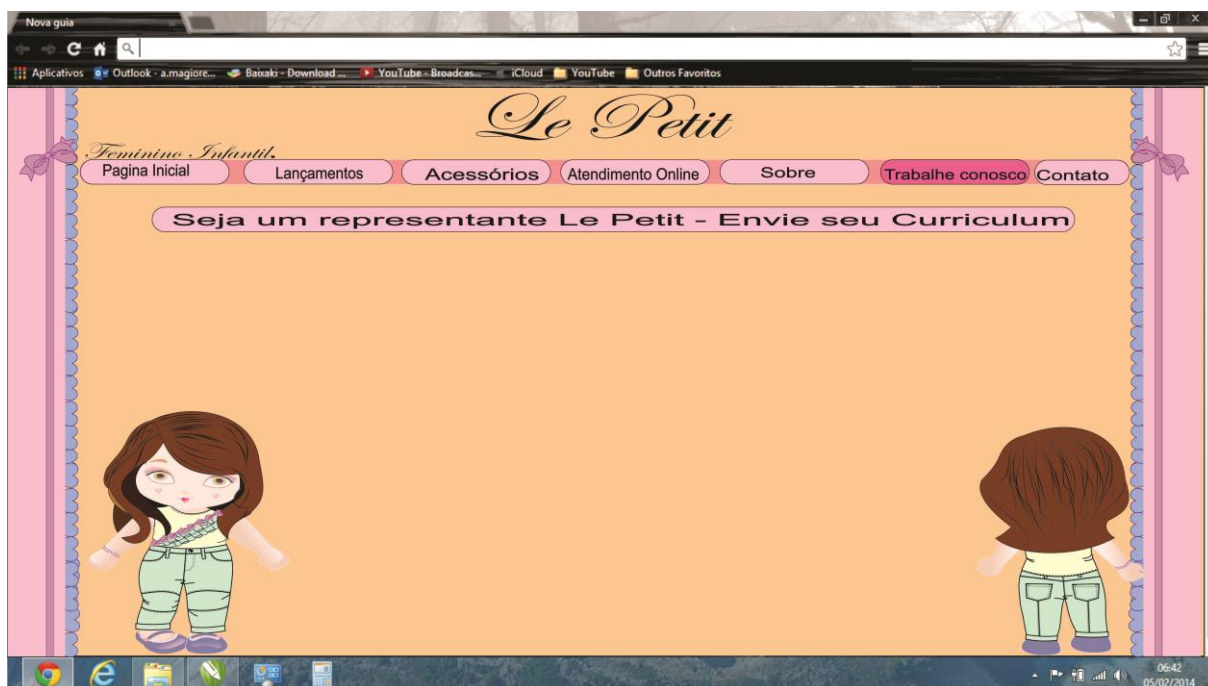 Nova guia
Aplicativos Outlook - a.magiore... Baixaki - Download ... YouTube - Broadcas... iCloud YouTube Outros Favoritos
Le Petit
Feminino Infantil.
Pagina Inicial Lançamentos Acessórios Atendimento Online Sobre Trabalhe conosco Contato
Seja um representante Le Petit - Envie seu Curriculum
06:42
05/02/2014